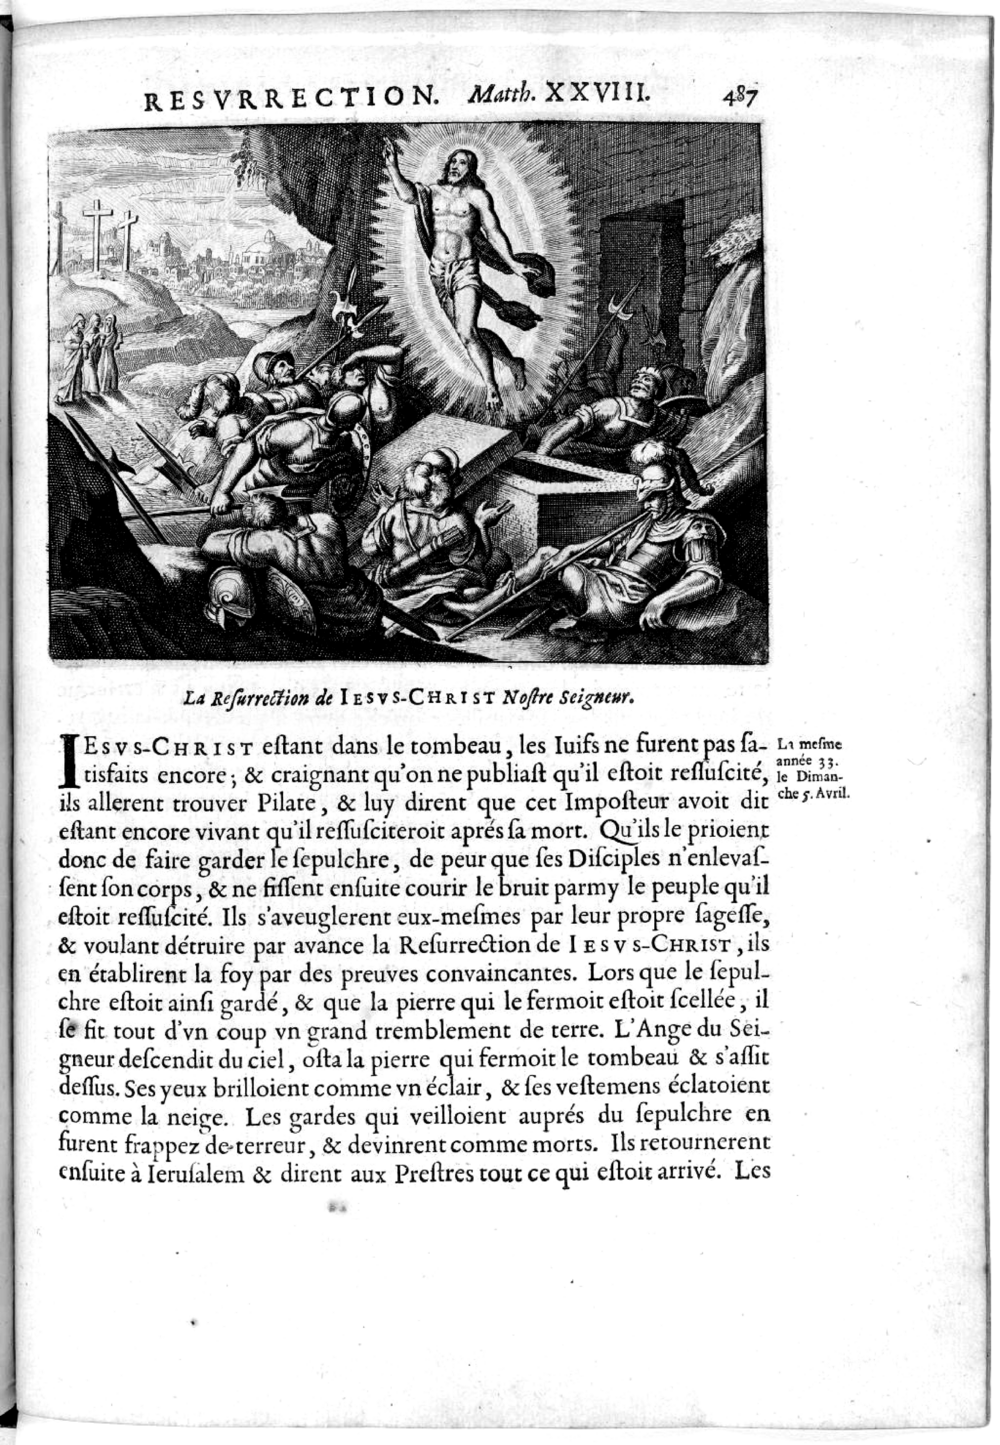 RESVRRECTION. Matth. XXVIII. 487
La Reſurrection de IESVS-CHRIST Noſtre Seigneur.
IESVS-CHRIST eſtant dans le tombeau, les Iuifs ne furent pas ſa-
tisfaits encore; & craignant qu'on ne publiaſt qu'il eſtoit reſſuſcité,
ils allerent trouver Pilate, & luy dirent que cet Impoſteur avoit dit
eſtant encore vivant qu'il reſſuſciteroit aprés ſa mort. Qu'ils le prioient
donc de faire garder le ſepulchre, de peur que ſes Diſciples n'enlevaſ-
ſent ſon corps, & ne fiſſent enſuite courir le bruit parmy le peuple qu'il
eſtoit reſſuſcité. Ils s'aveuglerent eux-meſmes par leur propre ſageſſe,
& voulant détruire par avance la Reſurrection de IESVS-CHRIST, ils
en établirent la foy par des preuves convaincantes. Lors que le ſepul-
chre eſtoit ainſi gardé, & que la pierre qui le fermoit eſtoit ſcellée, il
ſe fit tout d'vn coup vn grand tremblement de terre. L'Ange du Sei-
gneur deſcendit du ciel, oſta la pierre qui fermoit le tombeau & s'aſſit
deſſus. Ses yeux brilloient comme vn éclair, & ſes veſtemens éclatoient
comme la neige. Les gardes qui veilloient auprés du ſepulchre en
furent frappez de terreur, & devinrent comme morts. Ils retournerent
enſuite à Ieruſalem & dirent aux Preſtres tout ce qui eſtoit arrivé. Les
La meſme
année 33.
le Diman-
che 5. Avril.